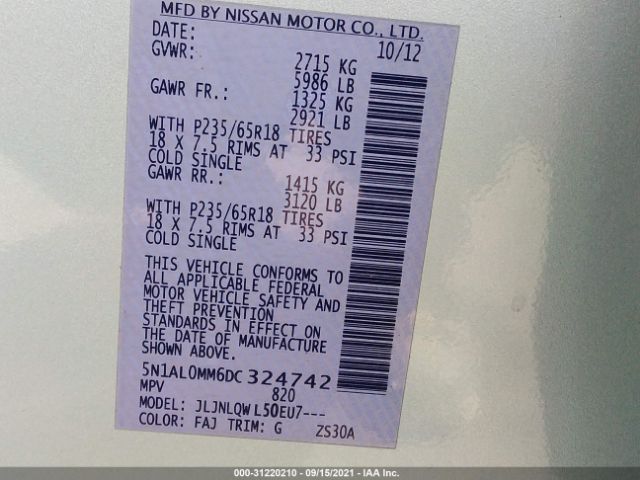 MFD BY NISSAN MOTOR CO., LTD.
DATE: 10/12
GVWR: 2715 KG
5986 LB
GAWR FR.: 1325 KG
2921 LB
WITH P235/65R18 TIRES
18 X 7.5 RIMS AT 33 PSI
COLD SINGLE
GAWR RR.: 1415 KG
3120 LB
WITH P235/65R18 TIRES
18 X 7.5 RIMS AT 33 PSI
COLD SINGLE
THIS VEHICLE CONFORMS TO
ALL APPLICABLE FEDERAL
MOTOR VEHICLE SAFETY AND
THEFT PREVENTION
STANDARDS IN EFFECT ON
THE DATE OF MANUFACTURE
SHOWN ABOVE.
5N1AL0MM6DC 324742
MPV 820
MODEL: JLJNLQW L50EU7---
COLOR: FAJ TRIM: G ZS30A
000-31220210 - 09/15/2021 - IAA Inc.